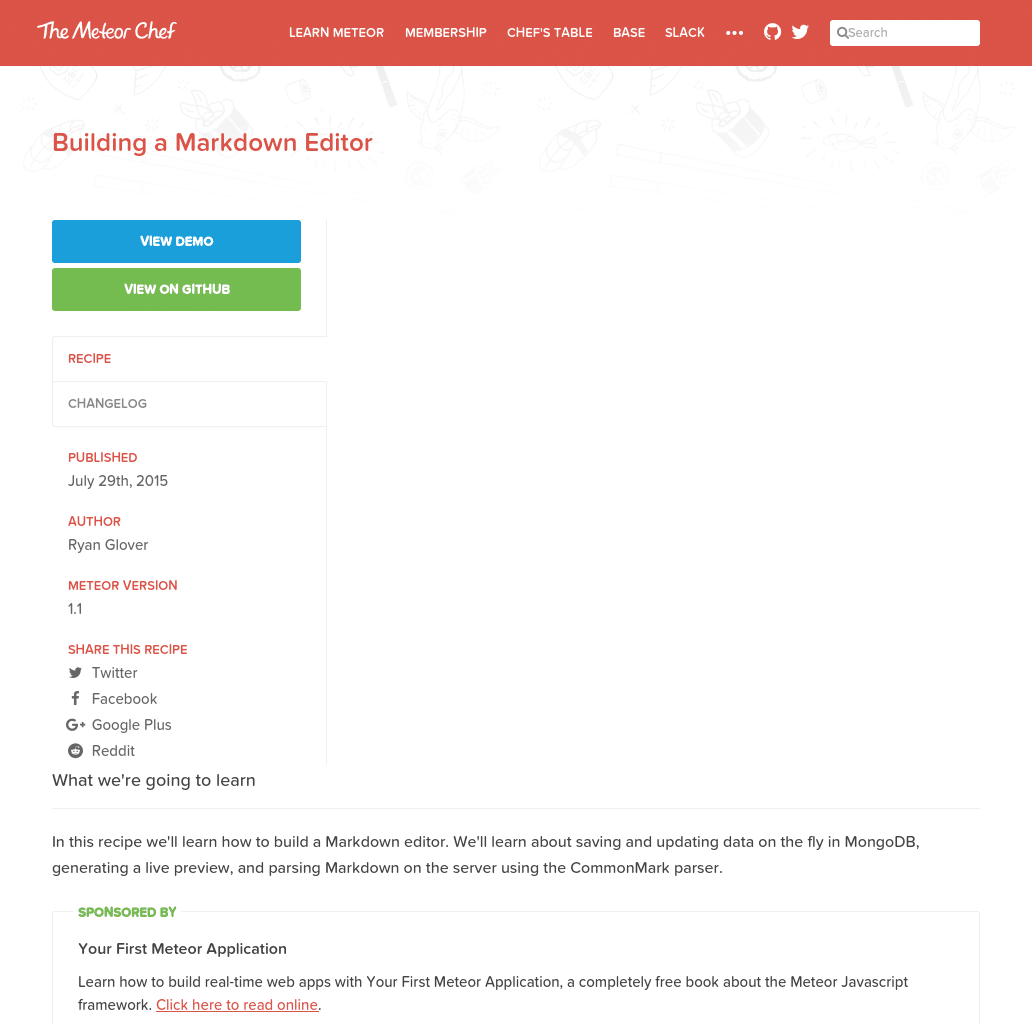 The Meteor Chef
LEARN METEOR MEMBERSHIP CHEF'S TABLE BASE SLACK ••• Search
Building a Markdown Editor
VIEW DEMO
VIEW ON GITHUB
RECIPE
CHANGELOG
PUBLISHED
July 29th, 2015
AUTHOR
Ryan Glover
METEOR VERSION
1.1
SHARE THIS RECIPE
Twitter
Facebook
Google Plus
Reddit
What we're going to learn
In this recipe we'll learn how to build a Markdown editor. We'll learn about saving and updating data on the fly in MongoDB,
generating a live preview, and parsing Markdown on the server using the CommonMark parser.
SPONSORED BY
Your First Meteor Application
Learn how to build real-time web apps with Your First Meteor Application, a completely free book about the Meteor Javascript
framework. Click here to read online.